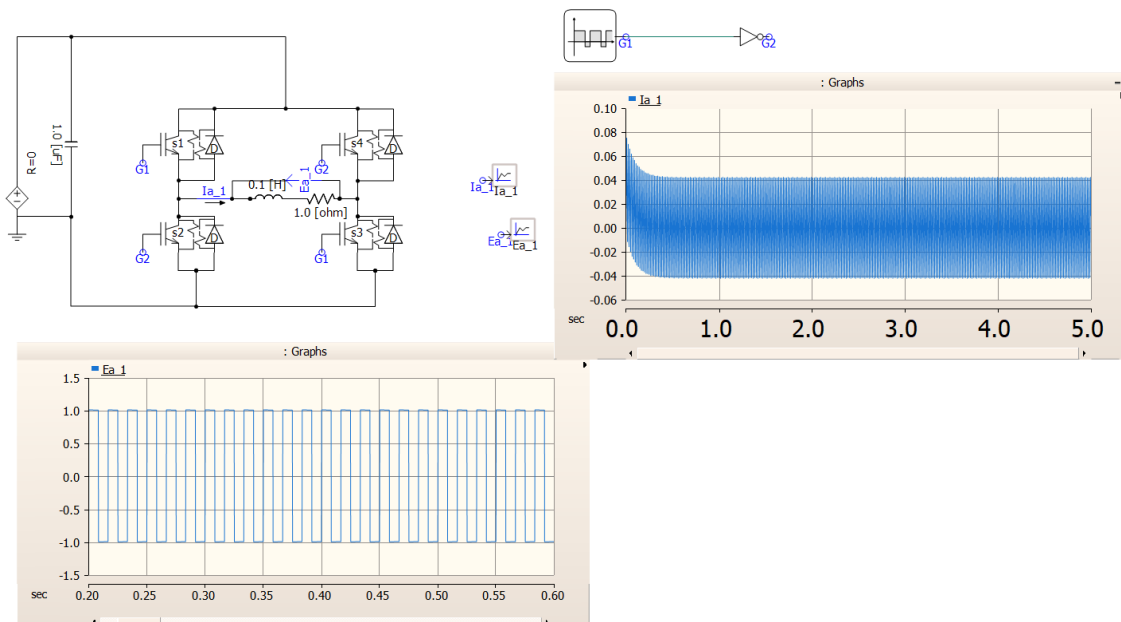 R=0
1.0 [uF]
+
-
s1
D
G1
s4
D
G2
Ia_1
0.1 [H]
Ea_1
1.0 [ohm]
s2
D
G2
s3
D
G1
Ia_1
Ia_1
Ea_1
Ea_1
G1
G2
: Graphs
Ia_1
0.10
0.08
0.06
0.04
0.02
0.00
-0.02
-0.04
-0.06
sec
0.0
1.0
2.0
3.0
4.0
5.0
: Graphs
Ea_1
1.5
1.0
0.5
0.0
-0.5
-1.0
-1.5
sec
0.20
0.25
0.30
0.35
0.40
0.45
0.50
0.55
0.60